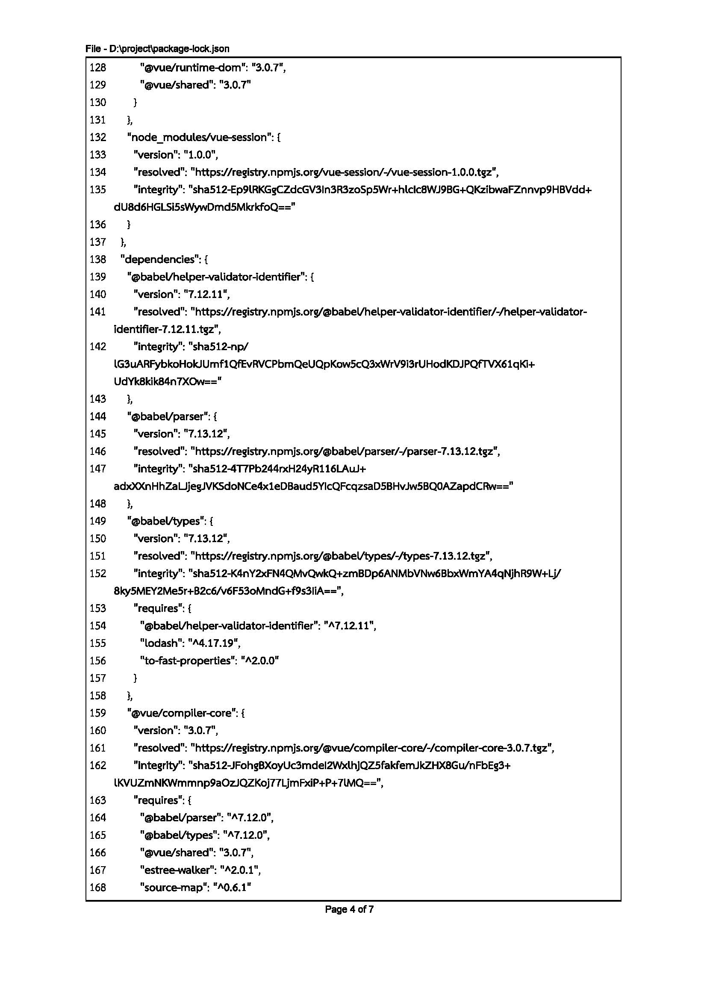 File - D:\project\package-lock.json
128 "@vue/runtime-dom": "3.0.7",
129 "@vue/shared": "3.0.7"
130 }
131 },
132 "node_modules/vue-session": {
133 "version": "1.0.0",
134 "resolved": "https://registry.npmjs.org/vue-session/-/vue-session-1.0.0.tgz",
135 "integrity": "sha512-Ep9lRKGgCZdcGV3In3R3zoSp5Wr+hlcIc8WJ9BG+QKzibwaFZnnvp9HBVdd+
dU8d6HGLSi5sWywDmd5MkrkfoQ=="
136 }
137 },
138 "dependencies": {
139 "@babel/helper-validator-identifier": {
140 "version": "7.12.11",
141 "resolved": "https://registry.npmjs.org/@babel/helper-validator-identifier/-/helper-validator-
identifier-7.12.11.tgz",
142 "integrity": "sha512-np/
lG3uARFybkoHokJUmf1QfEvRVCPbmQeUQpKow5cQ3xWrV9i3rUHodKDJPQfTVX61qKi+
UdYk8kik84n7XOw=="
143 },
144 "@babel/parser": {
145 "version": "7.13.12",
146 "resolved": "https://registry.npmjs.org/@babel/parser/-/parser-7.13.12.tgz",
147 "integrity": "sha512-4T7Pb244rxH24yR116LAuJ+
adxXXnHhZaLJjegJVKSdoNCe4x1eDBaud5YIcQFcqzsaD5BHvJw5BQ0AZapdCRw=="
148 },
149 "@babel/types": {
150 "version": "7.13.12",
151 "resolved": "https://registry.npmjs.org/@babel/types/-/types-7.13.12.tgz",
152 "integrity": "sha512-K4nY2xFN4QMvQwkQ+zmBDp6ANMbVNw6BbxWmYA4qNjhR9W+Lj/
8ky5MEY2Me5r+B2c6/v6F53oMndG+f9s3IiA==",
153 "requires": {
154 "@babel/helper-validator-identifier": "^7.12.11",
155 "lodash": "^4.17.19",
156 "to-fast-properties": "^2.0.0"
157 }
158 },
159 "@vue/compiler-core": {
160 "version": "3.0.7",
161 "resolved": "https://registry.npmjs.org/@vue/compiler-core/-/compiler-core-3.0.7.tgz",
162 "integrity": "sha512-JFohgBXoyUc3mdeI2WxlhjQZ5fakfemJkZHX8Gu/nFbEg3+
lKVUZmNKWmmnp9aOzJQZKoj77LjmFxiP+P+7lMQ==",
163 "requires": {
164 "@babel/parser": "^7.12.0",
165 "@babel/types": "^7.12.0",
166 "@vue/shared": "3.0.7",
167 "estree-walker": "^2.0.1",
168 "source-map": "^0.6.1"
Page 4 of 7